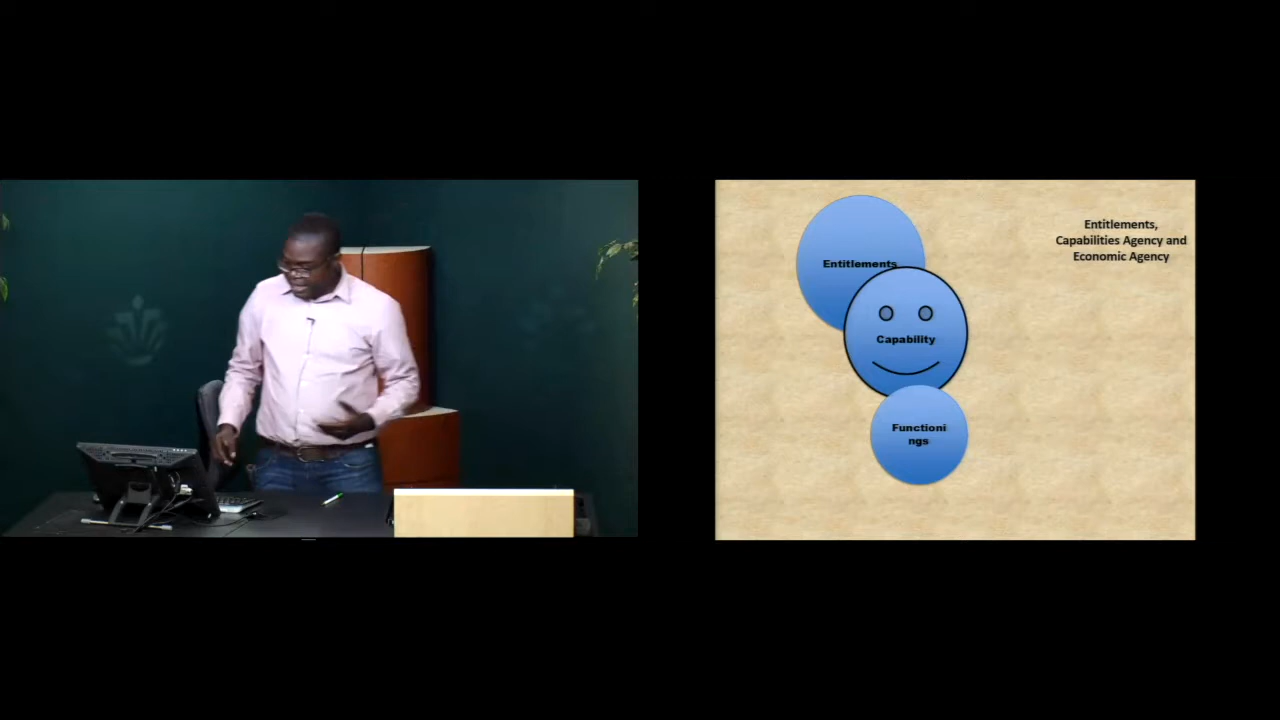 Entitlements,
Capabilities Agency and
Economic Agency
Entitlements
Capability
Functioni
ngs